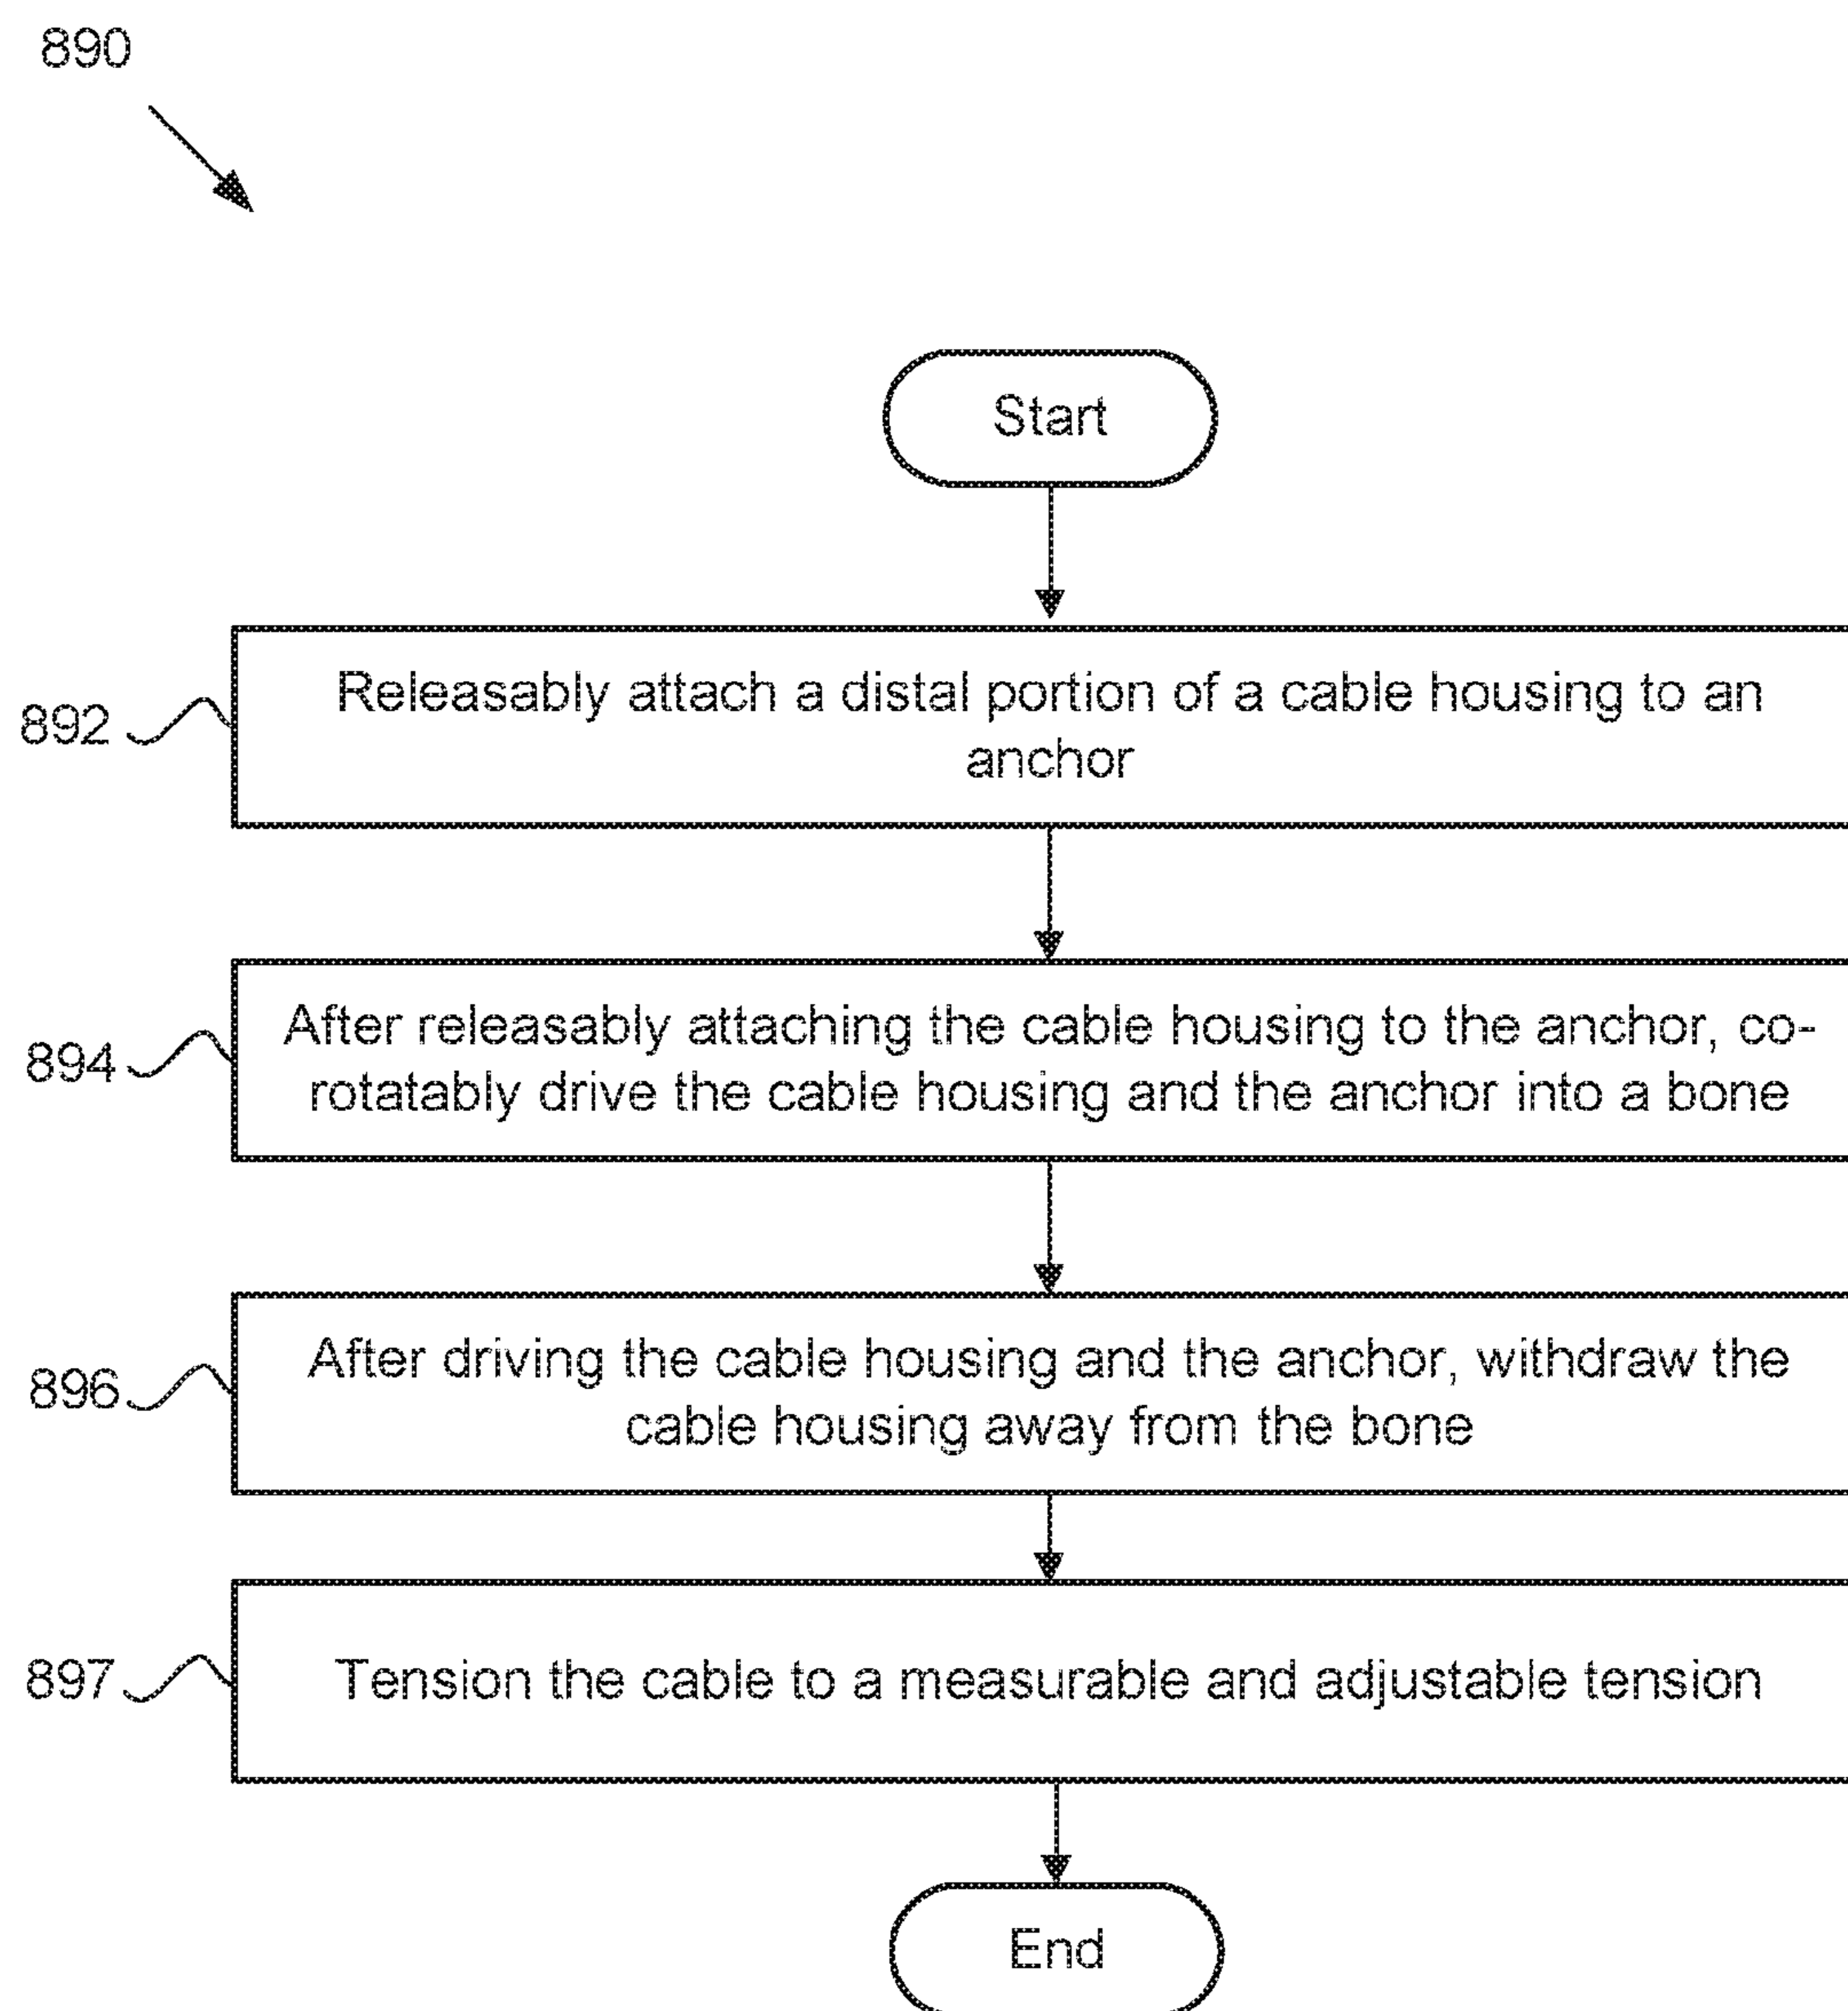 890
Start
892
Releasably attach a distal portion of a cable housing to an
anchor
894
After releasably attaching the cable housing to the anchor, co-
rotatably drive the cable housing and the anchor into a bone
896
After driving the cable housing and the anchor, withdraw the
cable housing away from the bone
897
Tension the cable to a measurable and adjustable tension
End